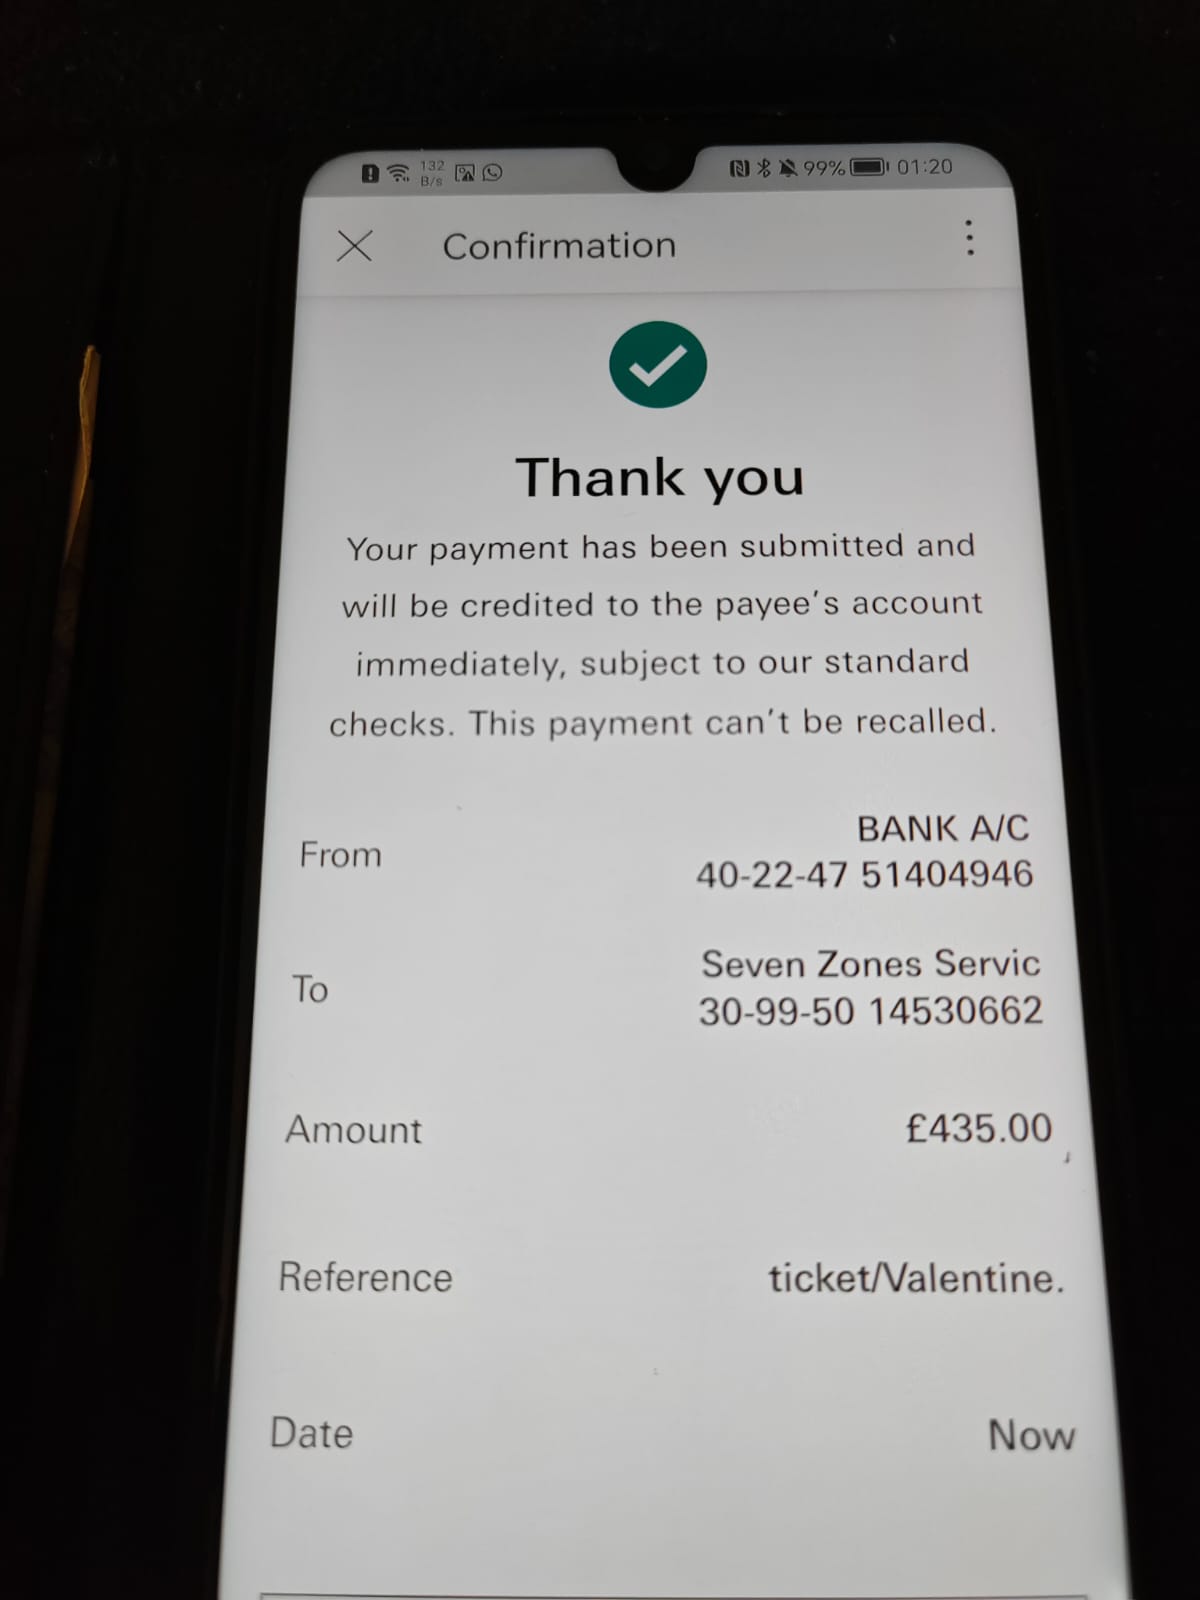 132
B/s
99%
01:20
Confirmation
Thank you
Your payment has been submitted and
will be credited to the payee's account
immediately, subject to our standard
checks. This payment can't be recalled.
From
BANK A/C
40-22-47 51404946
To
Seven Zones Servic
30-99-50 14530662
Amount
£435.00
Reference
ticket/Valentine.
Date
Now